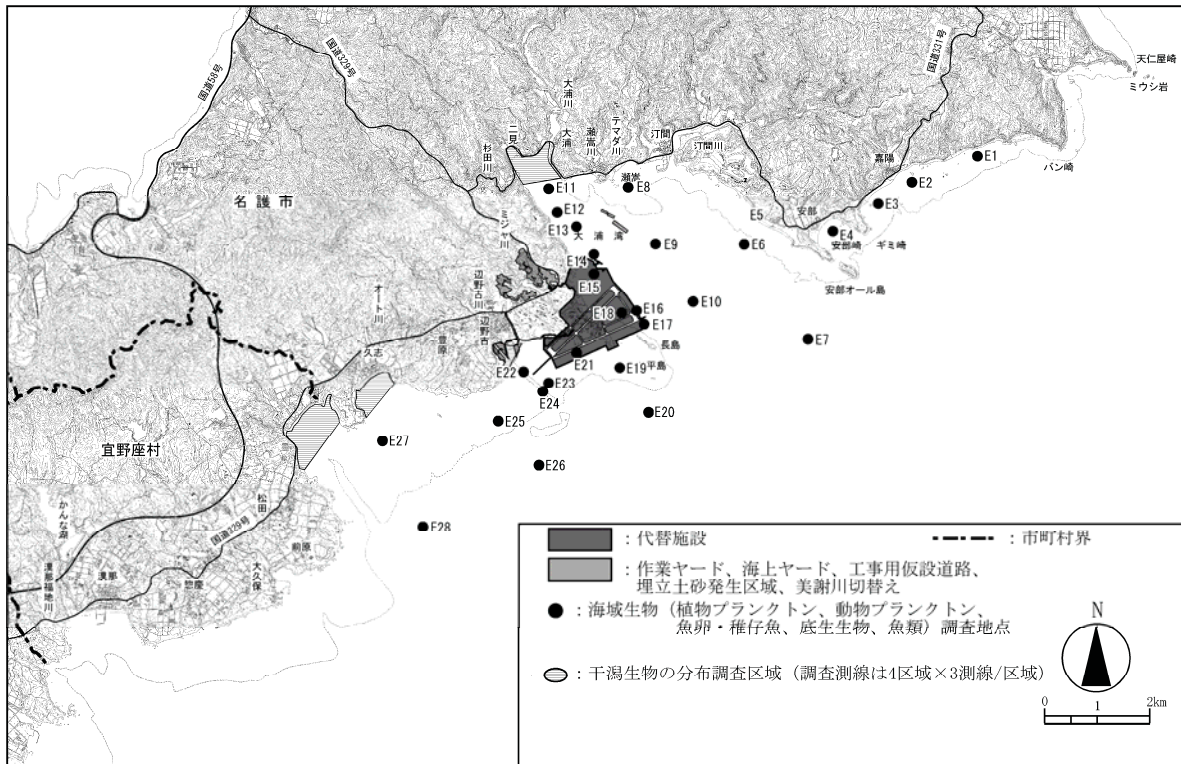 天仁屋崎
ミウシ岩
バン崎
国道58号
国道329号
国道331号
大浦川
二見
大浦
瀬嵩川
テマダ川
汀間
汀間川
杉田川
瀬嵩
嘉陽
安部
安部崎
ギミ崎
安部オール島
名護市
ミジャ川
大浦湾
辺野古川
辺野古
オートノ川
豊原
久志
長島
平島
宜野座村
かんな湖
松田
国道329号
前原
漢那
惣慶
大久保
漢那福地川
E1
E2
E3
E4
E5
E6
E7
E8
E9
E10
E11
E12
E13
E14
E15
E16
E17
E18
E19
E20
E21
E22
E23
E24
E25
E26
E27
E28
：代替施設
：市町村界
：作業ヤード、海上ヤード、工事用仮設道路、
埋立土砂発生区域、美謝川切替え
：海域生物（植物プランクトン、動物プランクトン、
魚卵・稚仔魚、底生生物、魚類）調査地点
：干潟生物の分布調査区域（調査測線は4区域×3測線/区域）
N
0 1 2km